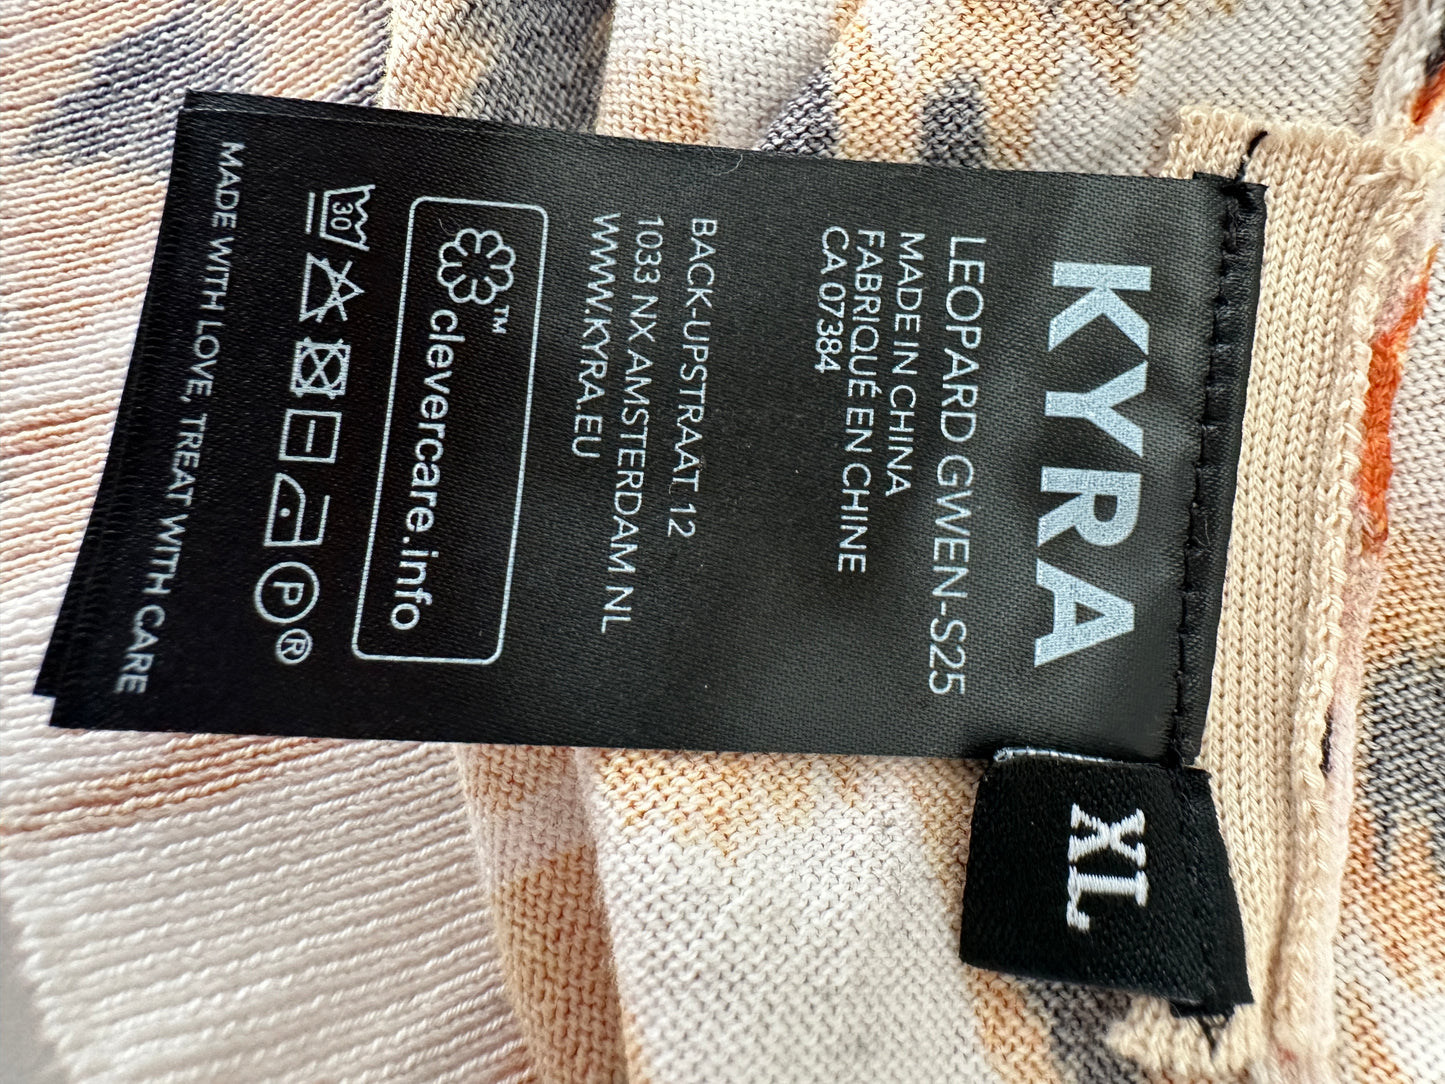 KYRA
LEOPARD GWEN-S25
MADE IN CHINA
FABRIQUÉ EN CHINE
CA 07384
BACK-UPSTRAAT 12
1033 NX AMSTERDAM NL
WWW.KYRA.EU
clevercare.info™
30
P®
MADE WITH LOVE, TREAT WITH CARE
XL